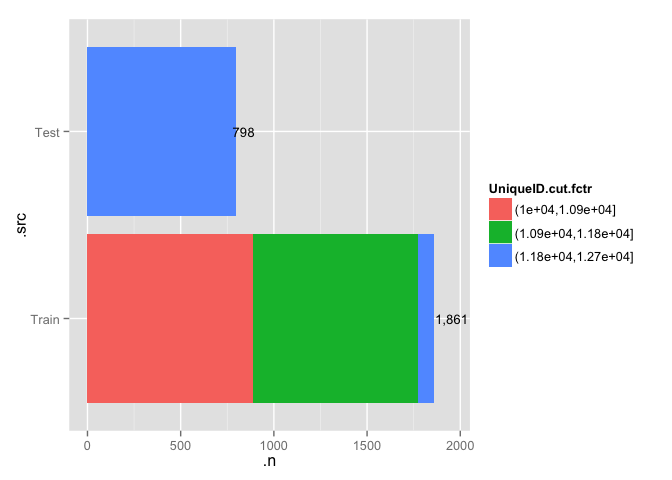 Test
798
.src
Train
1,861
0 500 1000 1500 2000
.n
UniqueID.cut.fctr
(1e+04,1.09e+04]
(1.09e+04,1.18e+04]
(1.18e+04,1.27e+04]